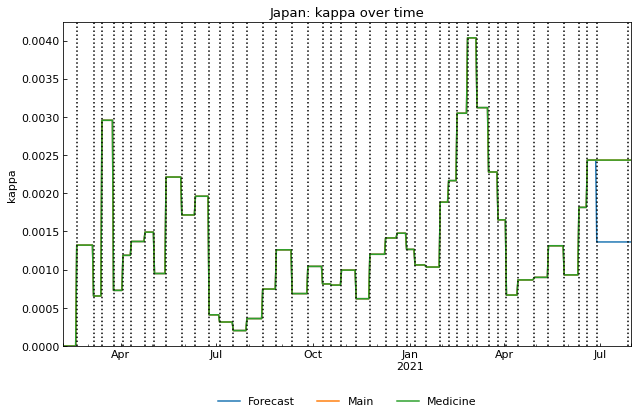 Japan: kappa over time
kappa
0.0040
0.0035
0.0030
0.0025
0.0020
0.0015
0.0010
0.0005
0.0000
Apr Jul Oct Jan Apr Jul
2021
Forecast Main Medicine